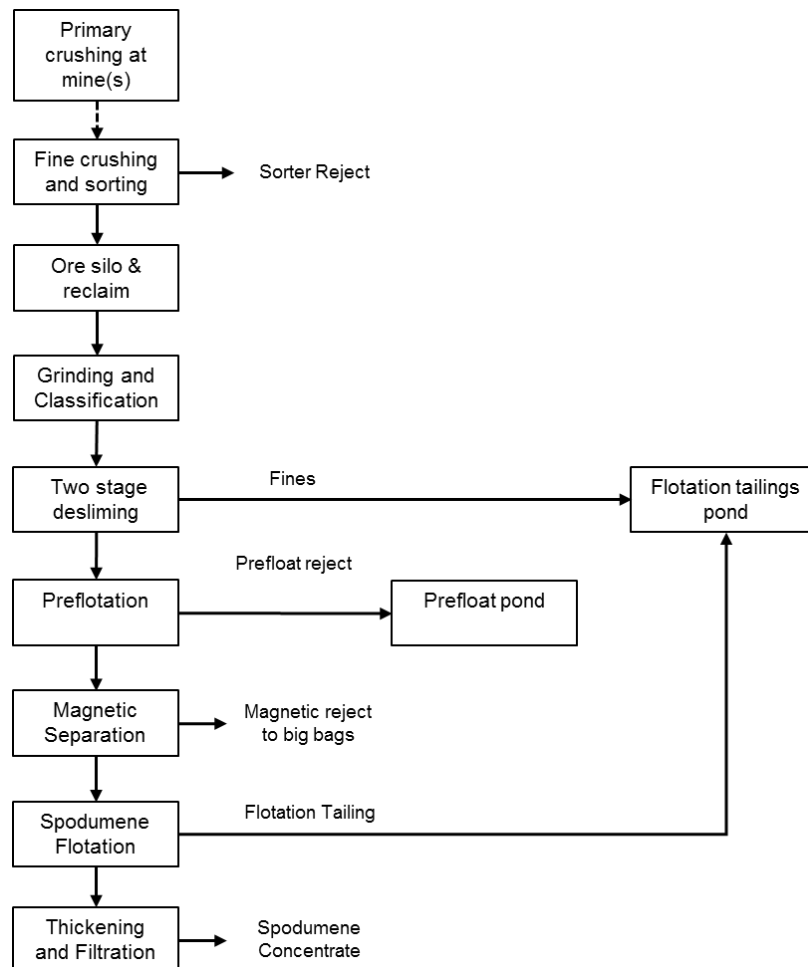 Primary
crushing at
mine(s)
Fine crushing
and sorting
Sorter Reject
Ore silo &
reclaim
Grinding and
Classification
Two stage
desliming
Fines
Flotation tailings
pond
Prefloat reject
Preflotation
Prefloat pond
Magnetic
Separation
Magnetic reject
to big bags
Spodumene
Flotation
Flotation Tailing
Thickening
and Filtration
Spodumene
Concentrate